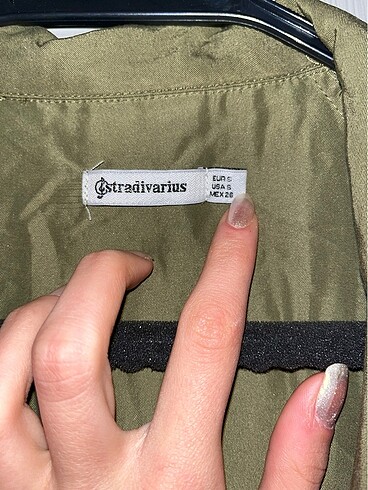 stradivarius
EUR S
USA S
MEX 26